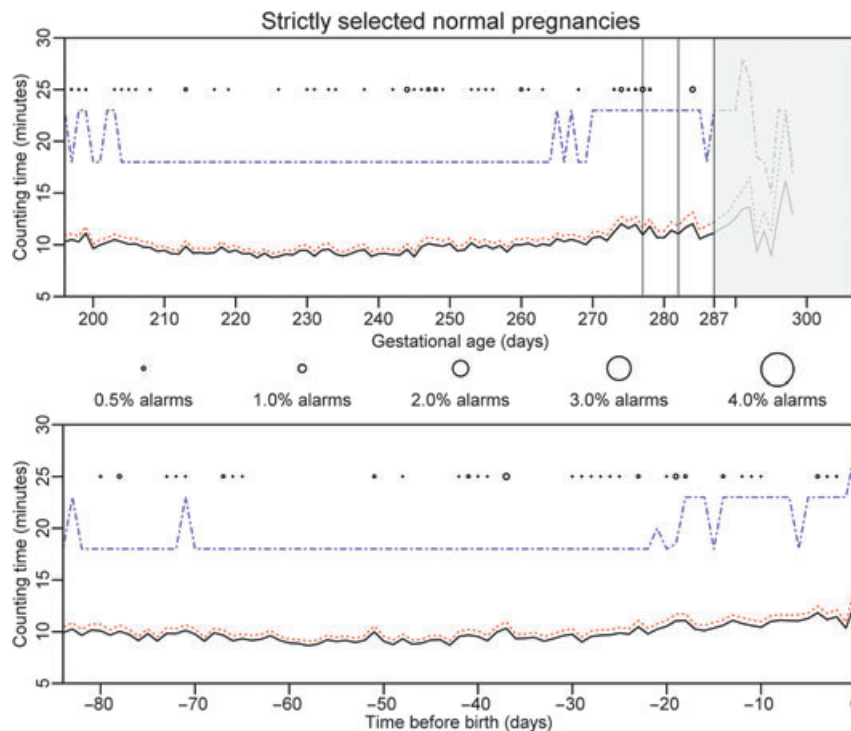 Strictly selected normal pregnancies
Counting time (minutes)
30
25
20
15
10
5
200 210 220 230 240 250 260 270 280 287 300
Gestational age (days)
0.5% alarms 1.0% alarms 2.0% alarms 3.0% alarms 4.0% alarms
Counting time (minutes)
30
25
20
15
10
5
−80 −70 −60 −50 −40 −30 −20 −10
Time before birth (days)